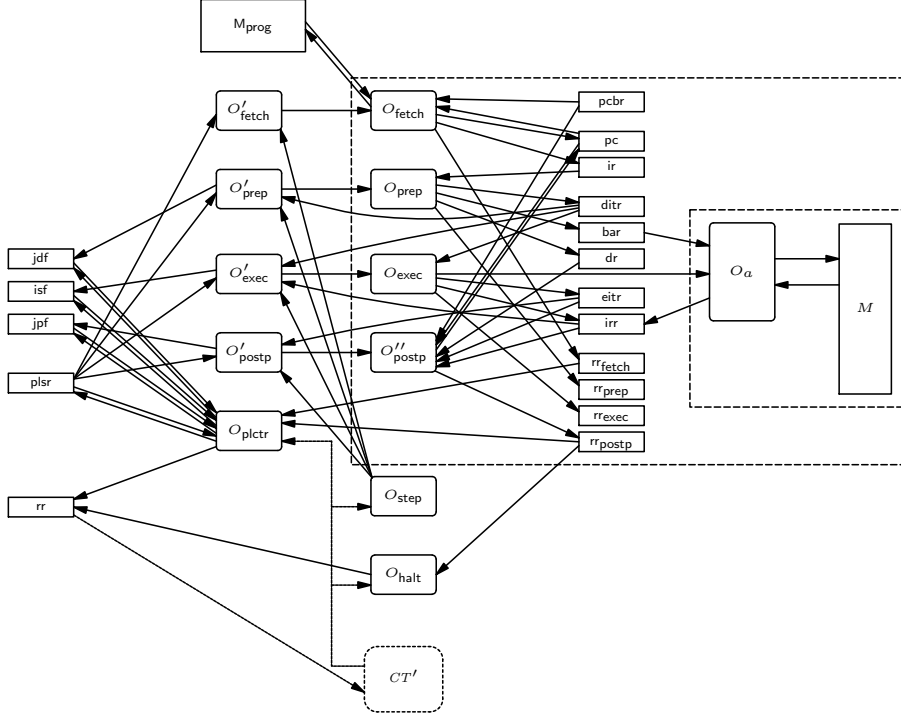 M_prog
O′_fetch
O_fetch
pcbr
pc
ir
O′_prep
O_prep
ditr
bar
dr
jdf
isf
jpf
O′_exec
O_exec
eitr
irr
O_a
M
plsr
O′_postp
O″_postp
rr_fetch
rr_prep
rr_exec
rr_postp
O_plctr
rr
O_step
O_halt
CT′